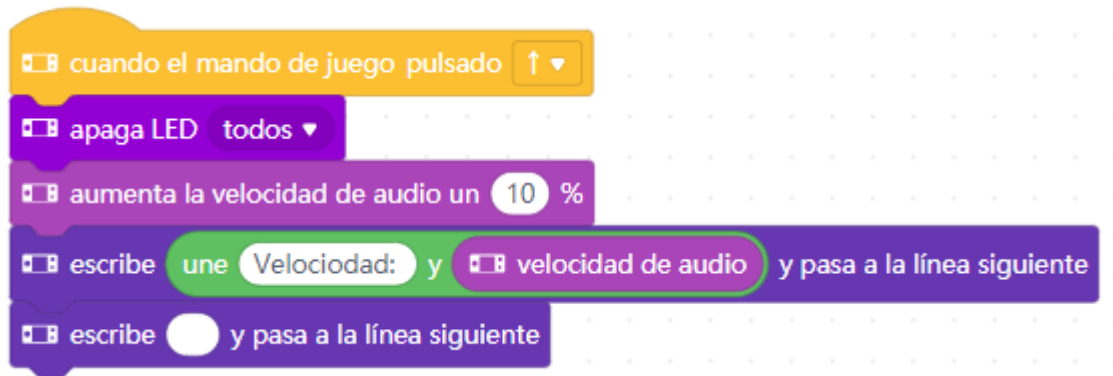 cuando el mando de juego pulsado ↑
apaga LED todos
aumenta la velocidad de audio un 10 %
escribe une Velociodad: y velocidad de audio y pasa a la línea siguiente
escribe y pasa a la línea siguiente